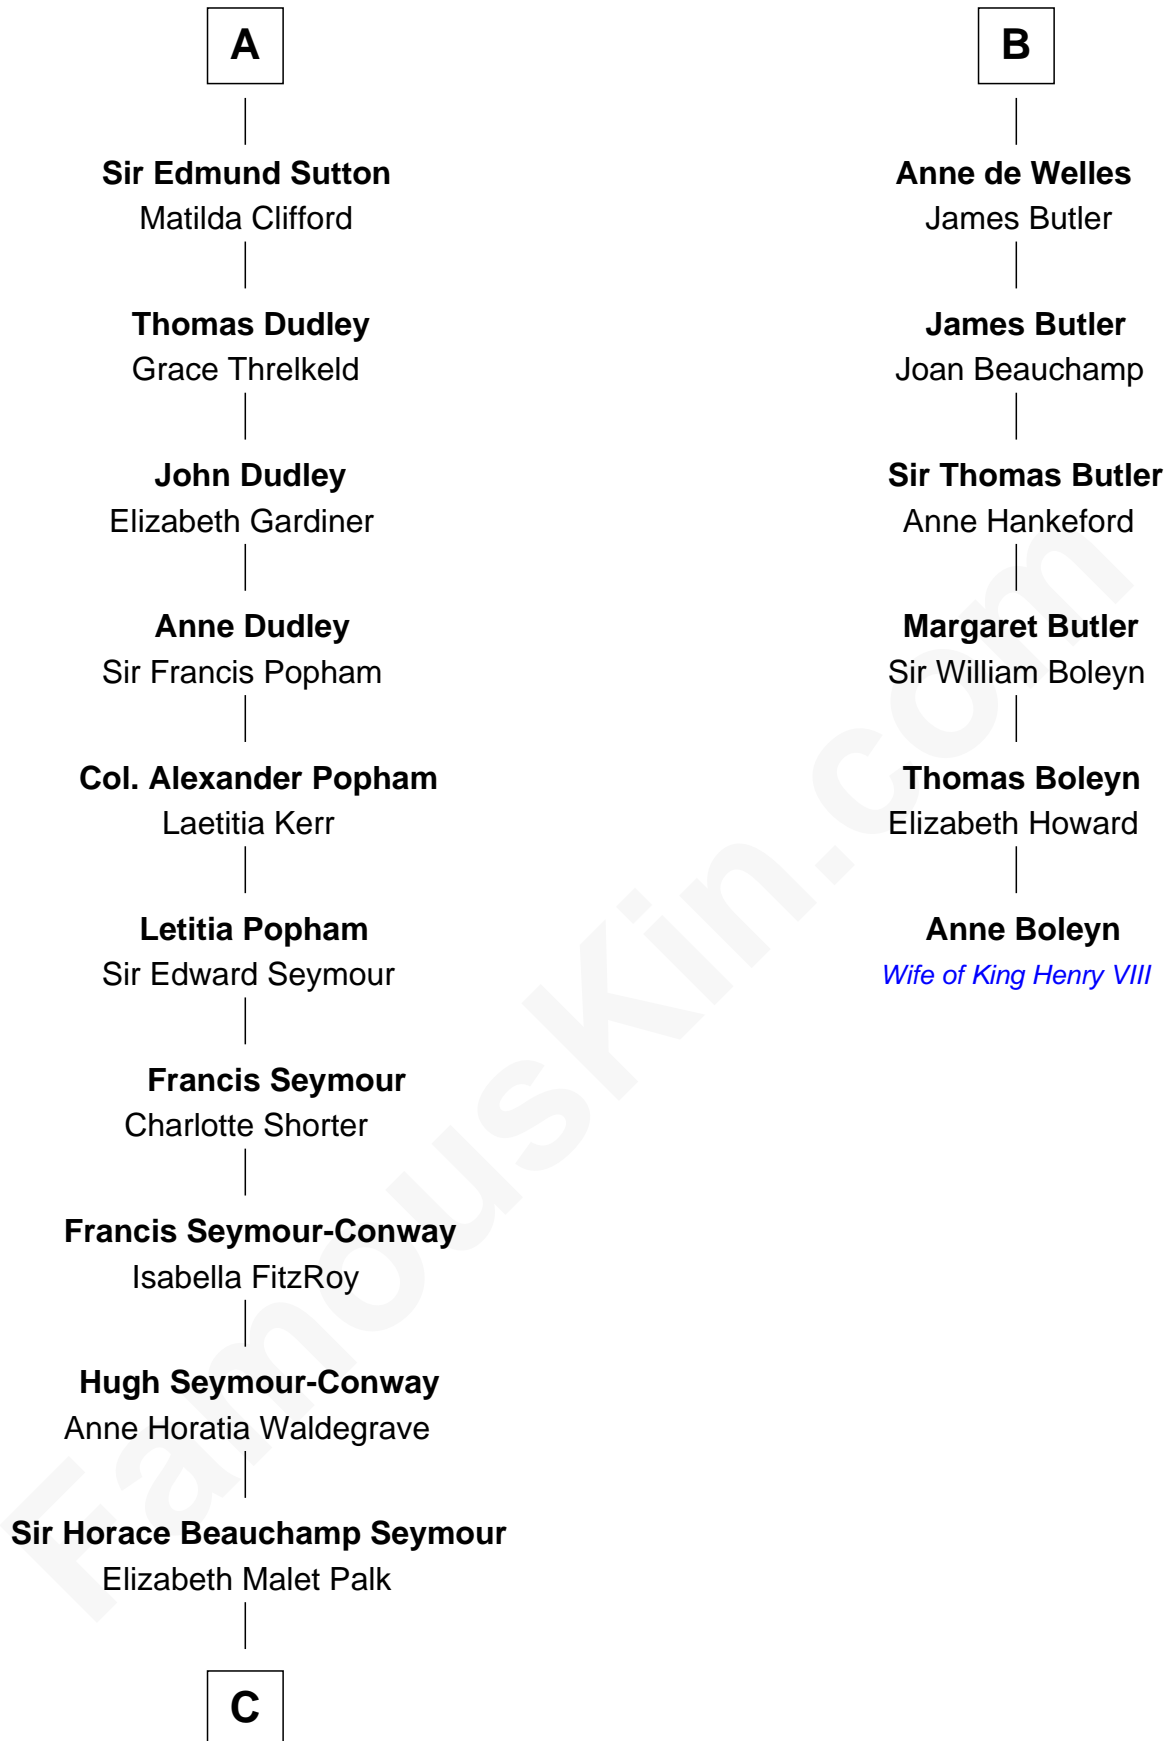 A
Sir Edmund Sutton
Matilda Clifford
Thomas Dudley
Grace Threlkeld
John Dudley
Elizabeth Gardiner
Anne Dudley
Sir Francis Popham
Col. Alexander Popham
Laetitia Kerr
Letitia Popham
Sir Edward Seymour
Francis Seymour
Charlotte Shorter
Francis Seymour-Conway
Isabella FitzRoy
Hugh Seymour-Conway
Anne Horatia Waldegrave
Sir Horace Beauchamp Seymour
Elizabeth Malet Palk
C
B
Anne de Welles
James Butler
James Butler
Joan Beauchamp
Sir Thomas Butler
Anne Hankeford
Margaret Butler
Sir William Boleyn
Thomas Boleyn
Elizabeth Howard
Anne Boleyn
Wife of King Henry VIII
FamousKin.com